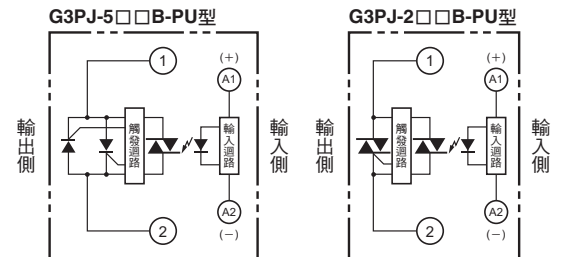 G3PJ-5□□B-PU型
1
(+)
A1
輸出側
觸發迴路
輸入迴路
輸入側
2
A2
(−)
G3PJ-2□□B-PU型
1
(+)
A1
輸出側
觸發迴路
輸入迴路
輸入側
2
A2
(−)